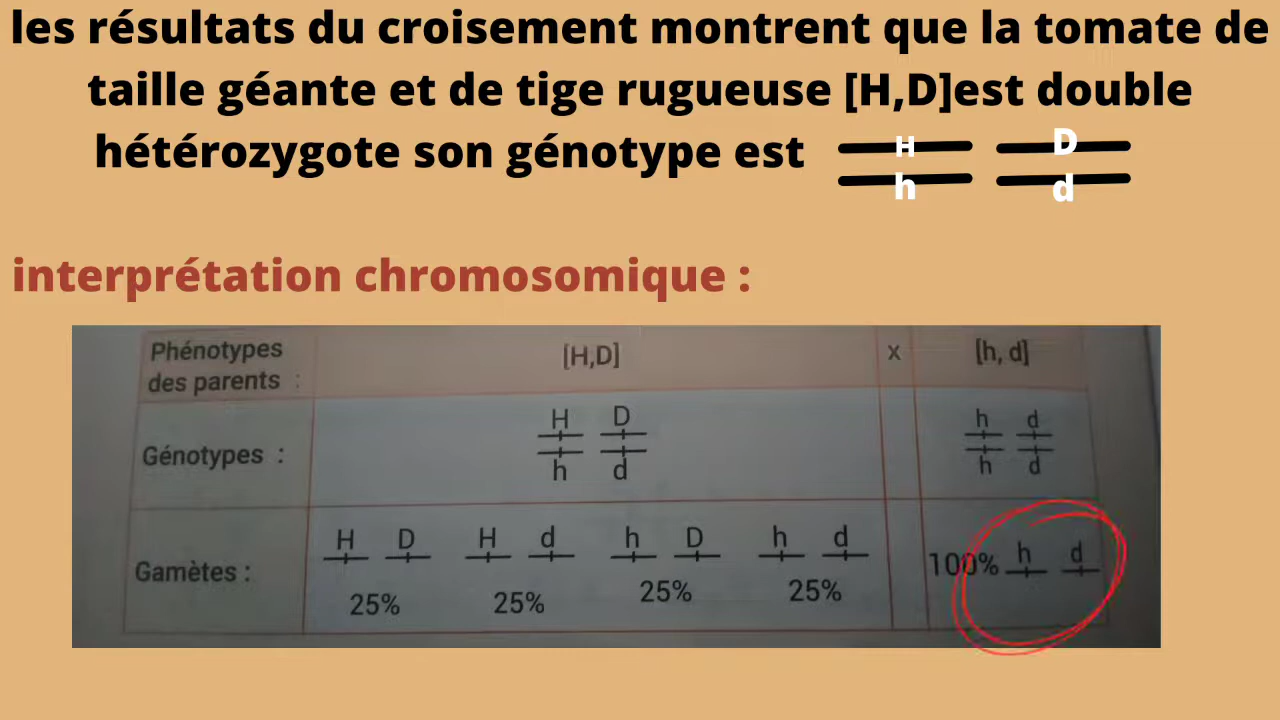 les résultats du croisement montrent que la tomate de
taille géante et de tige rugueuse [H,D]est double
hétérozygote son génotype est
H D
h d
interprétation chromosomique :
Phénotypes
des parents :
[H,D] x [h, d]
Génotypes :
H D h d
h d h d
Gamètes :
H D H d h D h d 100% h d
25% 25% 25% 25%